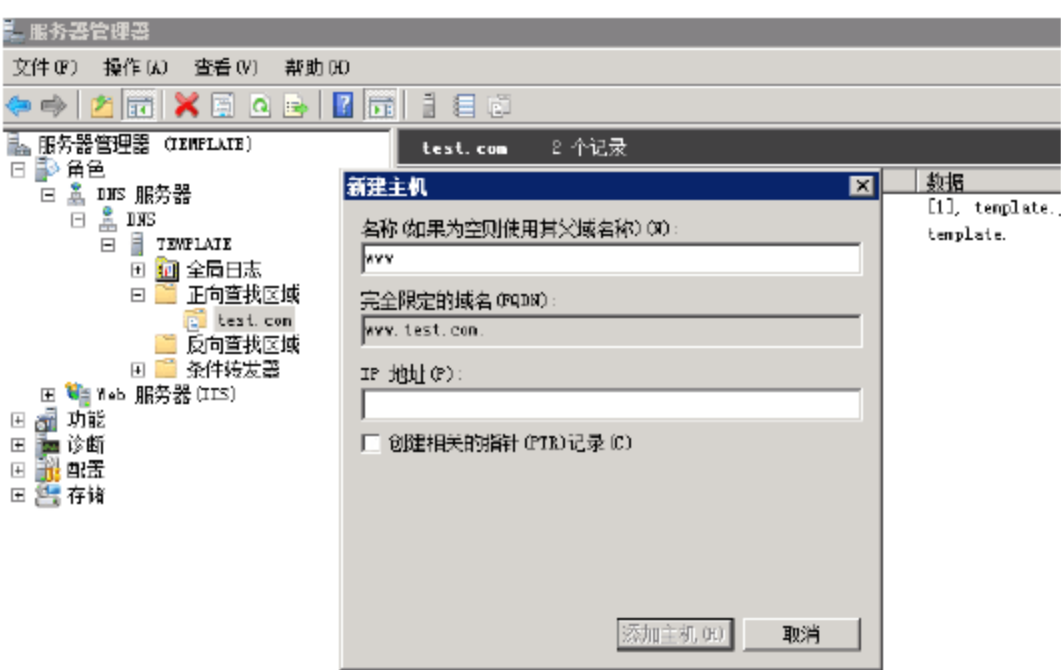 服务器管理器
文件(F) 操作(A) 查看(V) 帮助(H)
服务器管理器 (TEMPLATE)
角色
DNS 服务器
DNS
TEMPLATE
全局日志
正向查找区域
test.com
反向查找区域
条件转发器
Web 服务器(IIS)
功能
诊断
配置
存储
test.com 2 个记录
数据
[1], template.,
template.
新建主机
名称(如果为空则使用其父域名称)(N):
www
完全限定的域名(FQDN):
www.test.com.
IP 地址(P):
创建相关的指针(PTR)记录(C)
添加主机(H) 取消